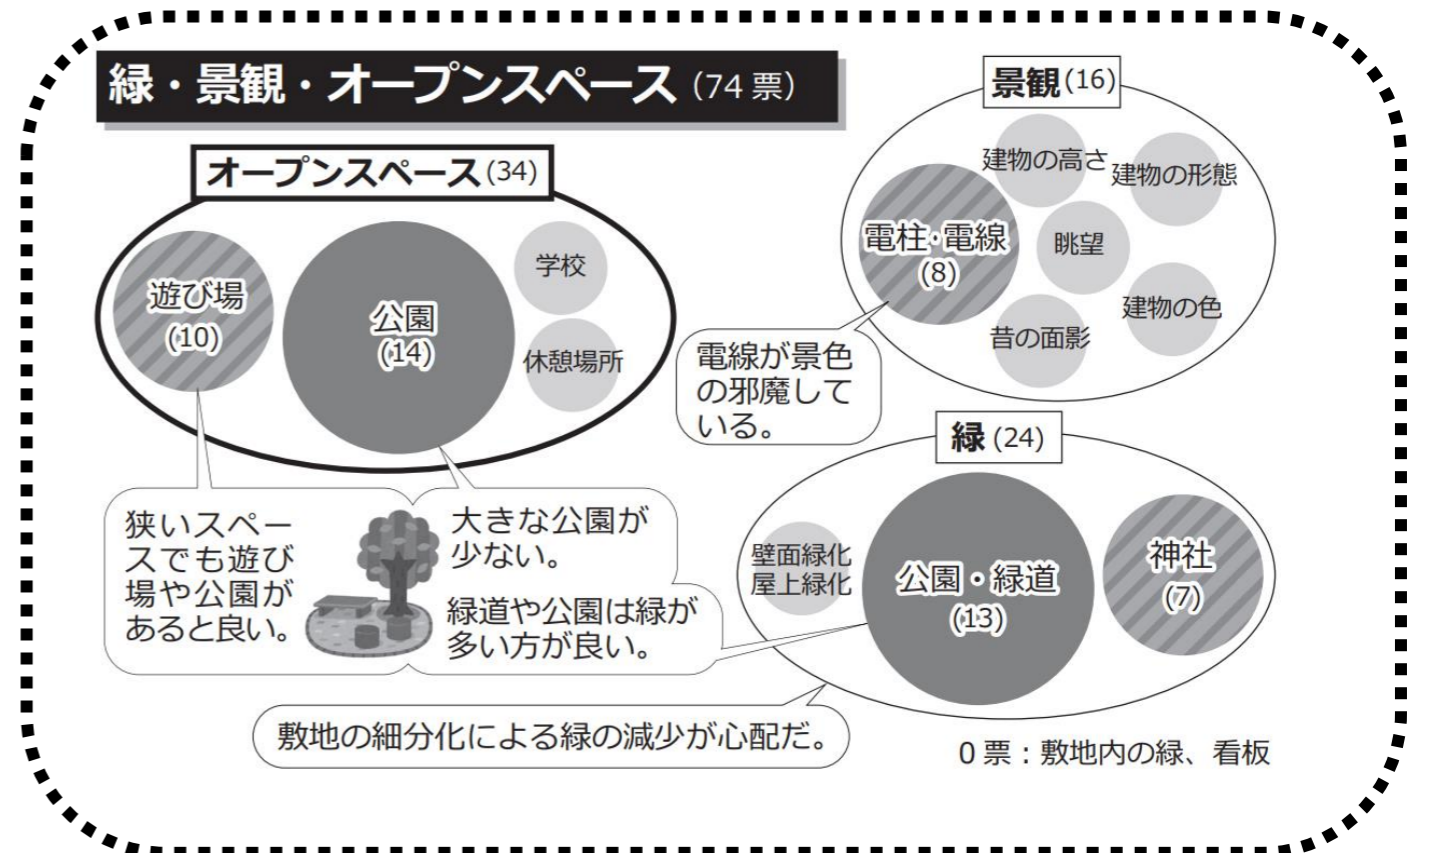 緑・景観・オープンスペース（74 票）
オープンスペース(34)
遊び場
(10)
公園
(14)
学校
休憩場所
狭いスペー
スでも遊び
場や公園が
あると良い。
大きな公園が
少ない。
緑道や公園は緑が
多い方が良い。
景観(16)
建物の高さ
建物の形態
電柱・電線
(8)
眺望
建物の色
昔の面影
電線が景色
の邪魔して
いる。
緑(24)
壁面緑化
屋上緑化
公園・緑道
(13)
神社
(7)
敷地の細分化による緑の減少が心配だ。
0 票：敷地内の緑、看板